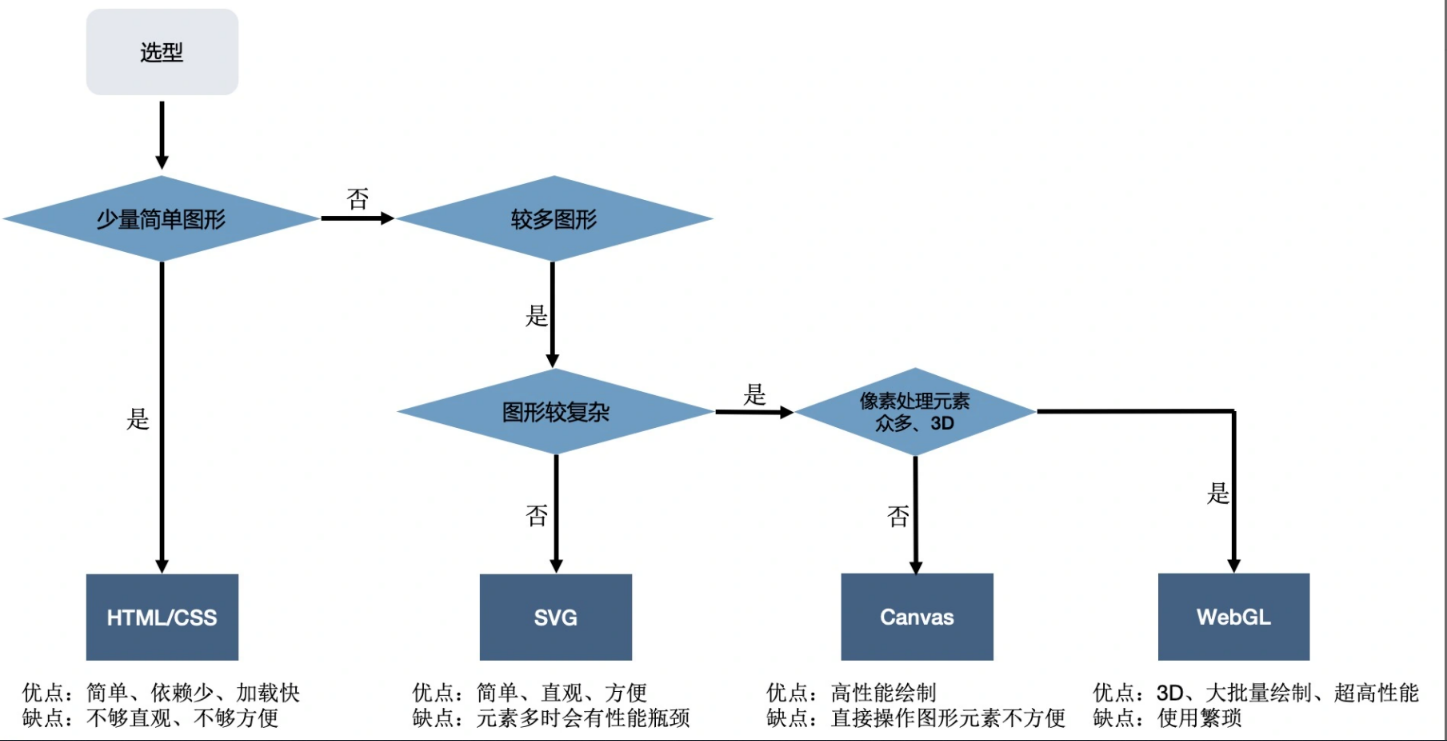 选型
少量简单图形
否
较多图形
是
是
图形较复杂
是
像素处理元素
众多、3D
否
否
是
HTML/CSS
SVG
Canvas
WebGL
优点：简单、依赖少、加载快
缺点：不够直观、不够方便
优点：简单、直观、方便
缺点：元素多时会有性能瓶颈
优点：高性能绘制
缺点：直接操作图形元素不方便
优点：3D、大批量绘制、超高性能
缺点：使用繁琐